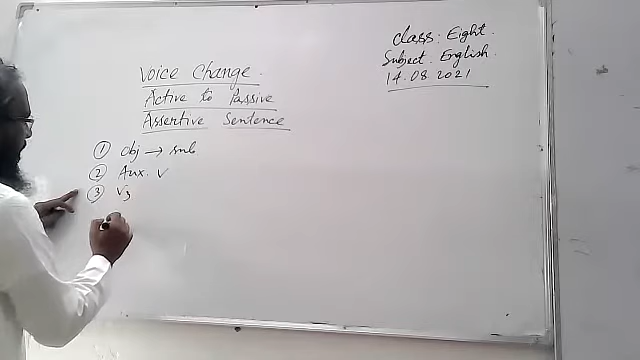 class: Eight.
Subject. English.
14.08.2021
Voice Change.
Active to Passive
Assertive Sentence
① Obj → sub
② Aux. V
③ V3